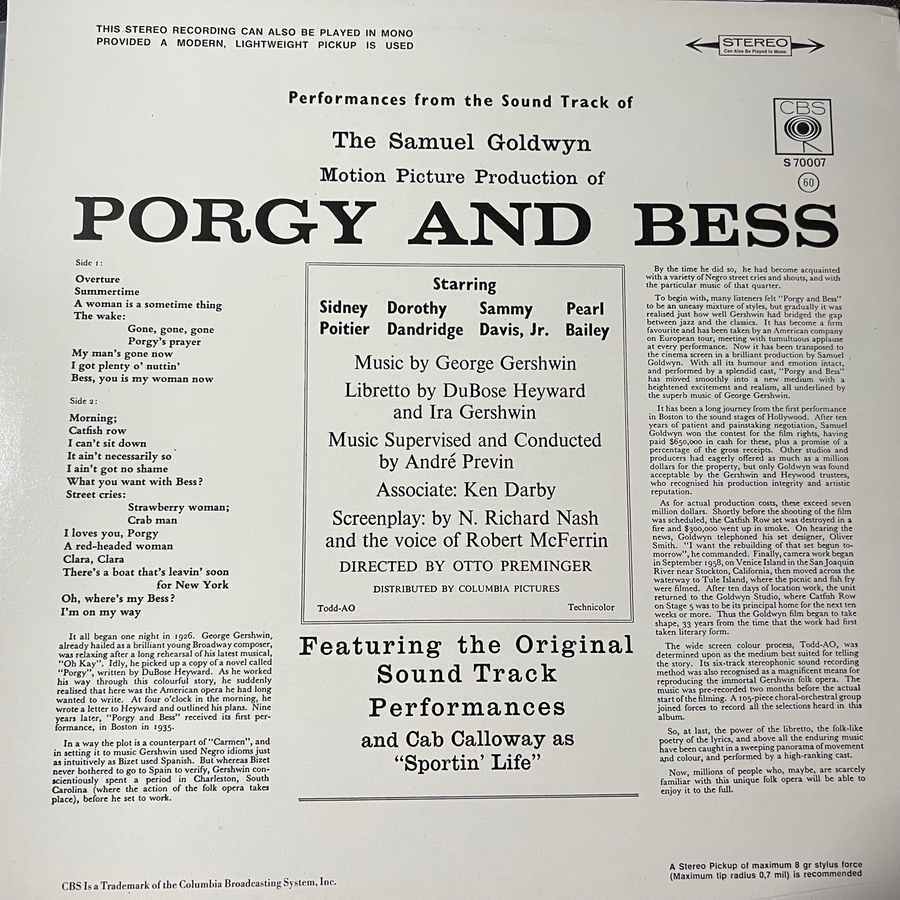 THIS STEREO RECORDING CAN ALSO BE PLAYED IN MONO
PROVIDED A MODERN, LIGHTWEIGHT PICKUP IS USED
STEREO
Can Also Be Played In Mono.
Performances from the Sound Track of
The Samuel Goldwyn
Motion Picture Production of
CBS
S 70007
60
PORGY AND BESS
Side 1:
Overture
Summertime
A woman is a sometime thing
The wake:
Gone, gone, gone
Porgy's prayer
My man's gone now
I got plenty o' nuttin'
Bess, you is my woman now
Side 2:
Morning;
Catfish row
I can't sit down
It ain't necessarily so
I ain't got no shame
What you want with Bess?
Street cries:
Strawberry woman;
Crab man
I loves you, Porgy
A red-headed woman
Clara, Clara
There's a boat that's leavin' soon
for New York
Oh, where's my Bess?
I'm on my way
It all began one night in 1926. George Gershwin,
already hailed as a brilliant young Broadway composer,
was relaxing after a long rehearsal of his latest musical,
"Oh Kay". Idly, he picked up a copy of a novel called
"Porgy", written by DuBose Heyward. As he worked
his way through this colourful story, he suddenly
realised that here was the American opera he had long
wanted to write. At four o'clock in the morning, he
wrote a letter to Heyward and outlined his plans. Nine
years later, "Porgy and Bess" received its first per-
formance, in Boston in 1935.
In a way the plot is a counterpart of "Carmen", and
in setting it to music Gershwin used Negro idioms just
as intuitively as Bizet used Spanish. But whereas Bizet
never bothered to go to Spain to verify, Gershwin con-
scientiously spent a period in Charleston, South
Carolina (where the action of the folk opera takes
place), before he set to work.
Starring
Sidney Dorothy Sammy Pearl
Poitier Dandridge Davis, Jr. Bailey
Music by George Gershwin
Libretto by DuBose Heyward
and Ira Gershwin
Music Supervised and Conducted
by André Previn
Associate: Ken Darby
Screenplay: by N. Richard Nash
and the voice of Robert McFerrin
DIRECTED BY OTTO PREMINGER
DISTRIBUTED BY COLUMBIA PICTURES
Todd-AO Technicolor
Featuring the Original
Sound Track
Performances
and Cab Calloway as
"Sportin' Life"
By the time he did so, he had become acquainted
with a variety of Negro street cries and shouts, and with
the particular music of that quarter.
To begin with, many listeners felt "Porgy and Bess"
to be an uneasy mixture of styles, but gradually it was
realised just how well Gershwin had bridged the gap
between jazz and the classics. It has become a firm
favourite and has been taken by an American company
on European tour, meeting with tumultuous applause
at every performance. Now it has been transposed to
the cinema screen in a brilliant production by Samuel
Goldwyn. With all its humour and emotion intact,
and performed by a splendid cast, "Porgy and Bess"
has moved smoothly into a new medium with a
heightened excitement and realism, all underlined by
the superb music of George Gershwin.
It has been a long journey from the first performance
in Boston to the sound stages of Hollywood. After ten
years of patient and painstaking negotiation, Samuel
Goldwyn won the contest for the film rights, having
paid $650,000 in cash for these, plus a promise of a
percentage of the gross receipts. Other studios and
producers had eagerly offered as much as a million
dollars for the property, but only Goldwyn was found
acceptable by the Gershwin and Heywood trustees,
who recognised his production integrity and artistic
reputation.
As for actual production costs, these exceed seven
million dollars. Shortly before the shooting of the film
was scheduled, the Catfish Row set was destroyed in a
fire and $300,000 went up in smoke. On hearing the
news, Goldwyn telephoned his set designer, Oliver
Smith. "I want the rebuilding of that set begun to-
morrow", he commanded. Finally, camera work began
in September 1958, on Venice Island in the San Joaquin
River near Stockton, California, then moved across the
waterway to Tule Island, where the picnic and fish fry
were filmed. After ten days of location work, the unit
returned to the Goldwyn Studio, where Catfish Row
on Stage 5 was to be its principal home for the next ten
weeks or more. Thus the Goldwyn film began to take
shape, 33 years from the time that the work had first
taken literary form.
The wide screen colour process, Todd-AO, was
determined upon as the medium best suited for telling
the story. Its six-track stereophonic sound recording
method was also recognised as a magnificent means for
reproducing the immortal Gershwin folk opera. The
music was pre-recorded two months before the actual
start of the filming. A 105-piece choral-orchestral group
joined forces to record all the selections heard in this
album.
So, at last, the power of the libretto, the folk-like
poetry of the lyrics, and above all the enduring music
have been caught in a sweeping panorama of movement
and colour, and performed by a high-ranking cast.
Now, millions of people who, maybe, are scarcely
familiar with this unique folk opera will be able to
enjoy it to the full.
CBS Is a Trademark of the Columbia Broadcasting System, Inc.
A Stereo Pickup of maximum 8 gr stylus force
(Maximum tip radius 0,7 mil) is recommended